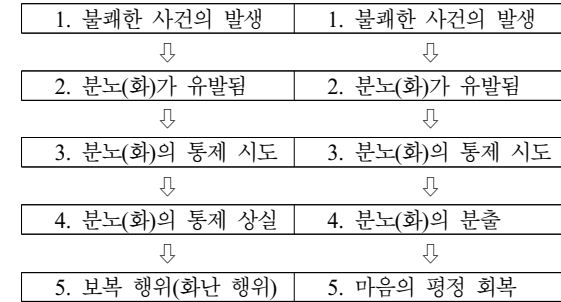 1. 불쾌한 사건의 발생 1. 불쾌한 사건의 발생
⇩ ⇩
2. 분노(화)가 유발됨 2. 분노(화)가 유발됨
⇩ ⇩
3. 분노(화)의 통제 시도 3. 분노(화)의 통제 시도
⇩ ⇩
4. 분노(화)의 통제 상실 4. 분노(화)의 분출
⇩ ⇩
5. 보복 행위(화난 행위) 5. 마음의 평정 회복